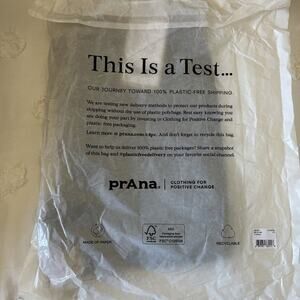 This Is a Test...
OUR JOURNEY TOWARD 100% PLASTIC-FREE SHIPPING
We are testing new delivery methods to protect our products during
shipping without the use of plastic polybags. Rest easy knowing you
are doing your part by investing in Clothing for Positive Change and
plastic-free packaging.
Learn more at prana.com/rpc. And don't forget to recycle this bag.
Want to help us deliver 100% plastic free packages? Share a snapshot
of this bag and #plasticfreedelivery on your favorite social channel.
prAna
CLOTHING FOR
POSITIVE CHANGE
MADE OF PAPER
FSC
RECYCLABLE